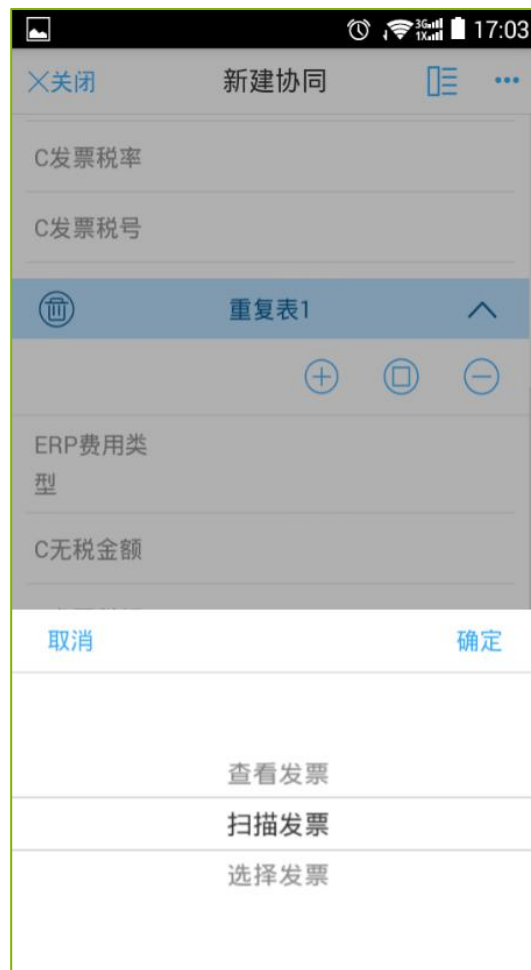 3G 1X 17:03
关闭 新建协同
C发票税率
C发票税号
重复表1
ERP费用类
型
C无税金额
取消 确定
查看发票
扫描发票
选择发票